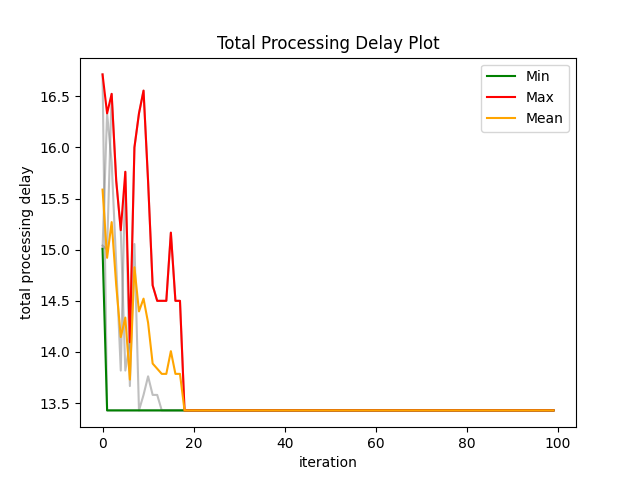 Total Processing Delay Plot
Min
Max
Mean
total processing delay
16.5
16.0
15.5
15.0
14.5
14.0
13.5
0 20 40 60 80 100
iteration